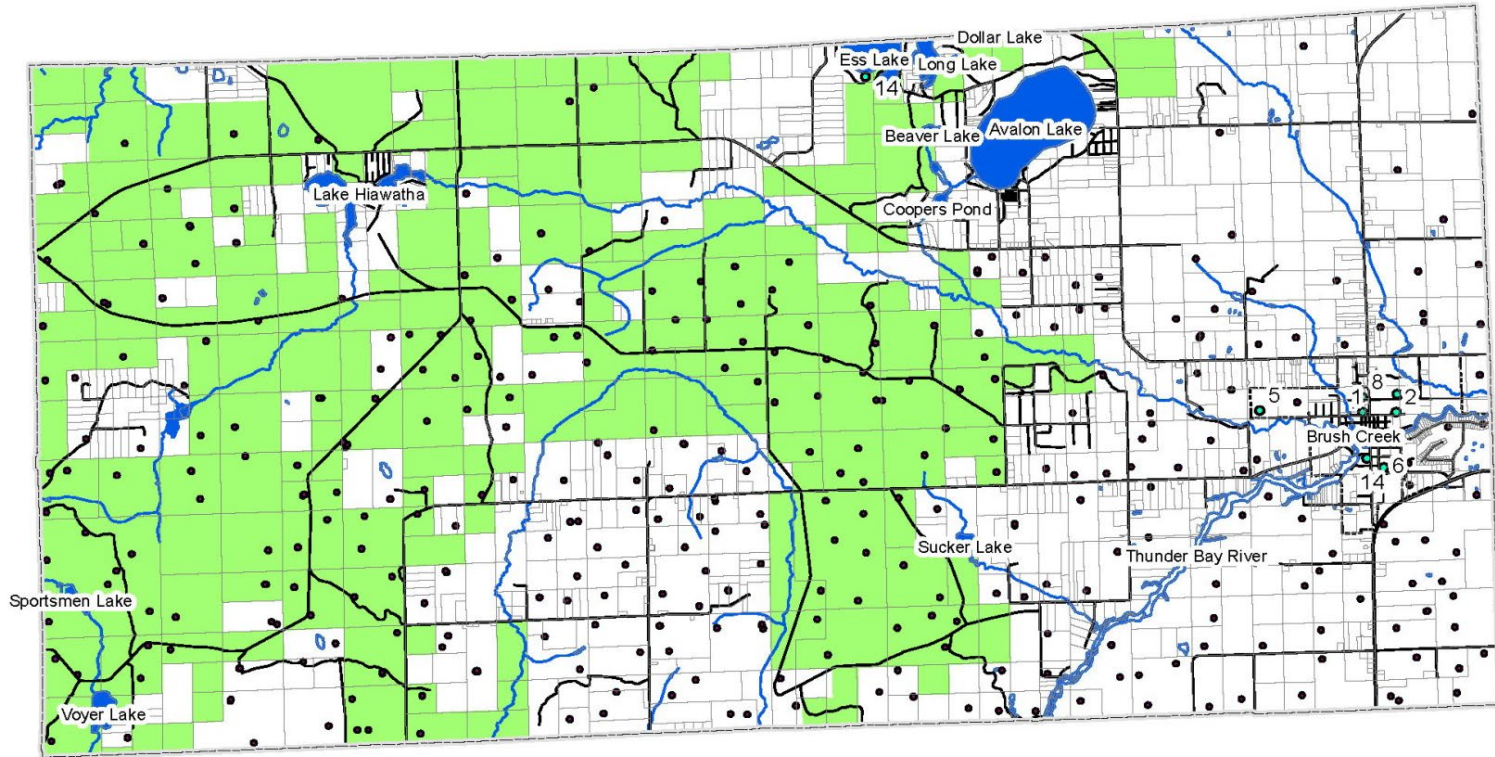 Dollar Lake
Ess Lake
Long Lake
14
Beaver Lake
Avalon Lake
Lake Hiawatha
Coopers Pond
8
5
1
2
Brush Creek
6
14
Sucker Lake
Thunder Bay River
Sportsmen Lake
Voyer Lake